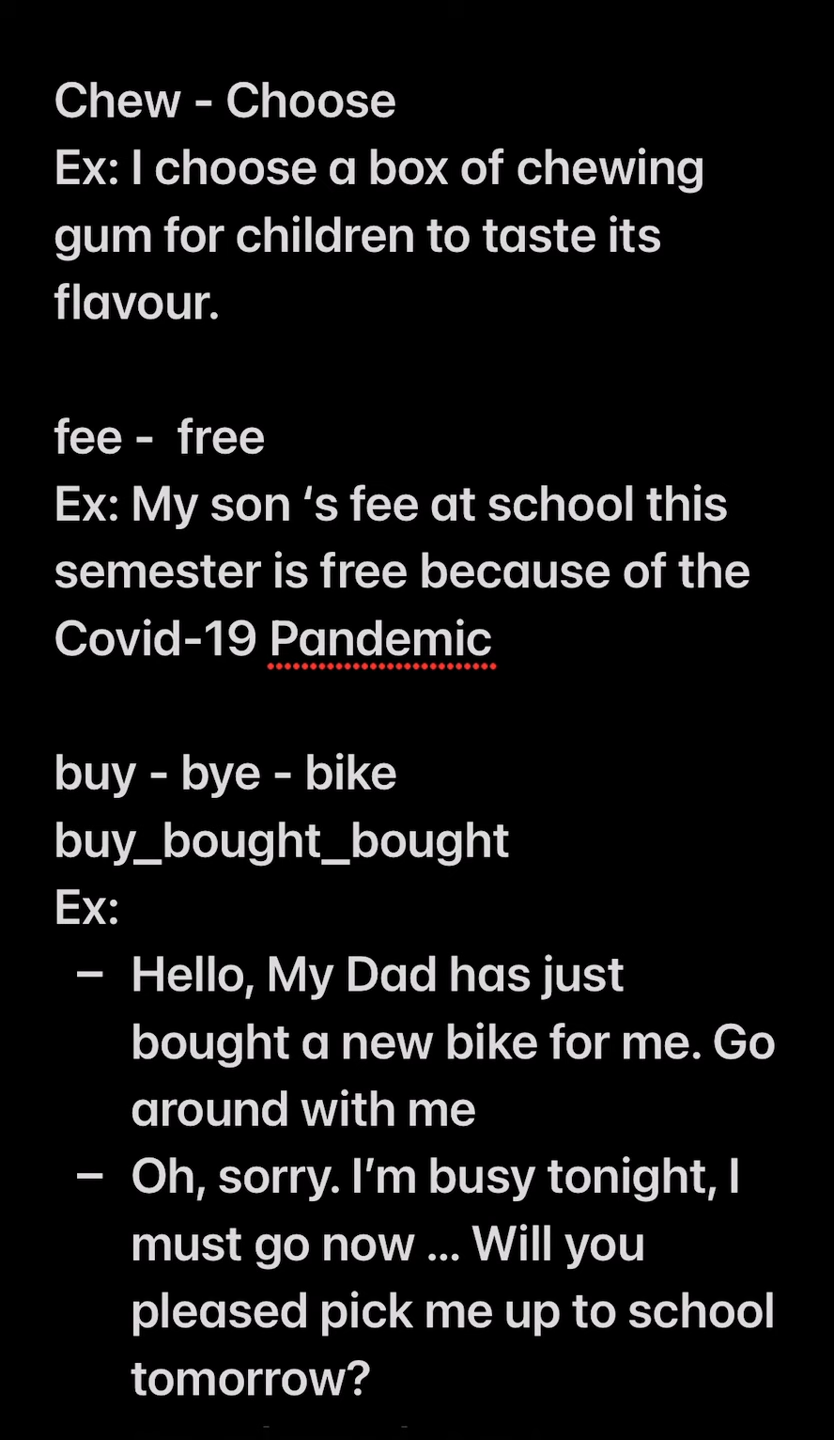 Chew - Choose
Ex: I choose a box of chewing
gum for children to taste its
flavour.
fee -  free
Ex: My son ‘s fee at school this
semester is free because of the
Covid-19 Pandemic
buy - bye - bike
buy_bought_bought
Ex:
– Hello, My Dad has just
bought a new bike for me. Go
around with me
– Oh, sorry. I’m busy tonight, I
must go now ... Will you
pleased pick me up to school
tomorrow?